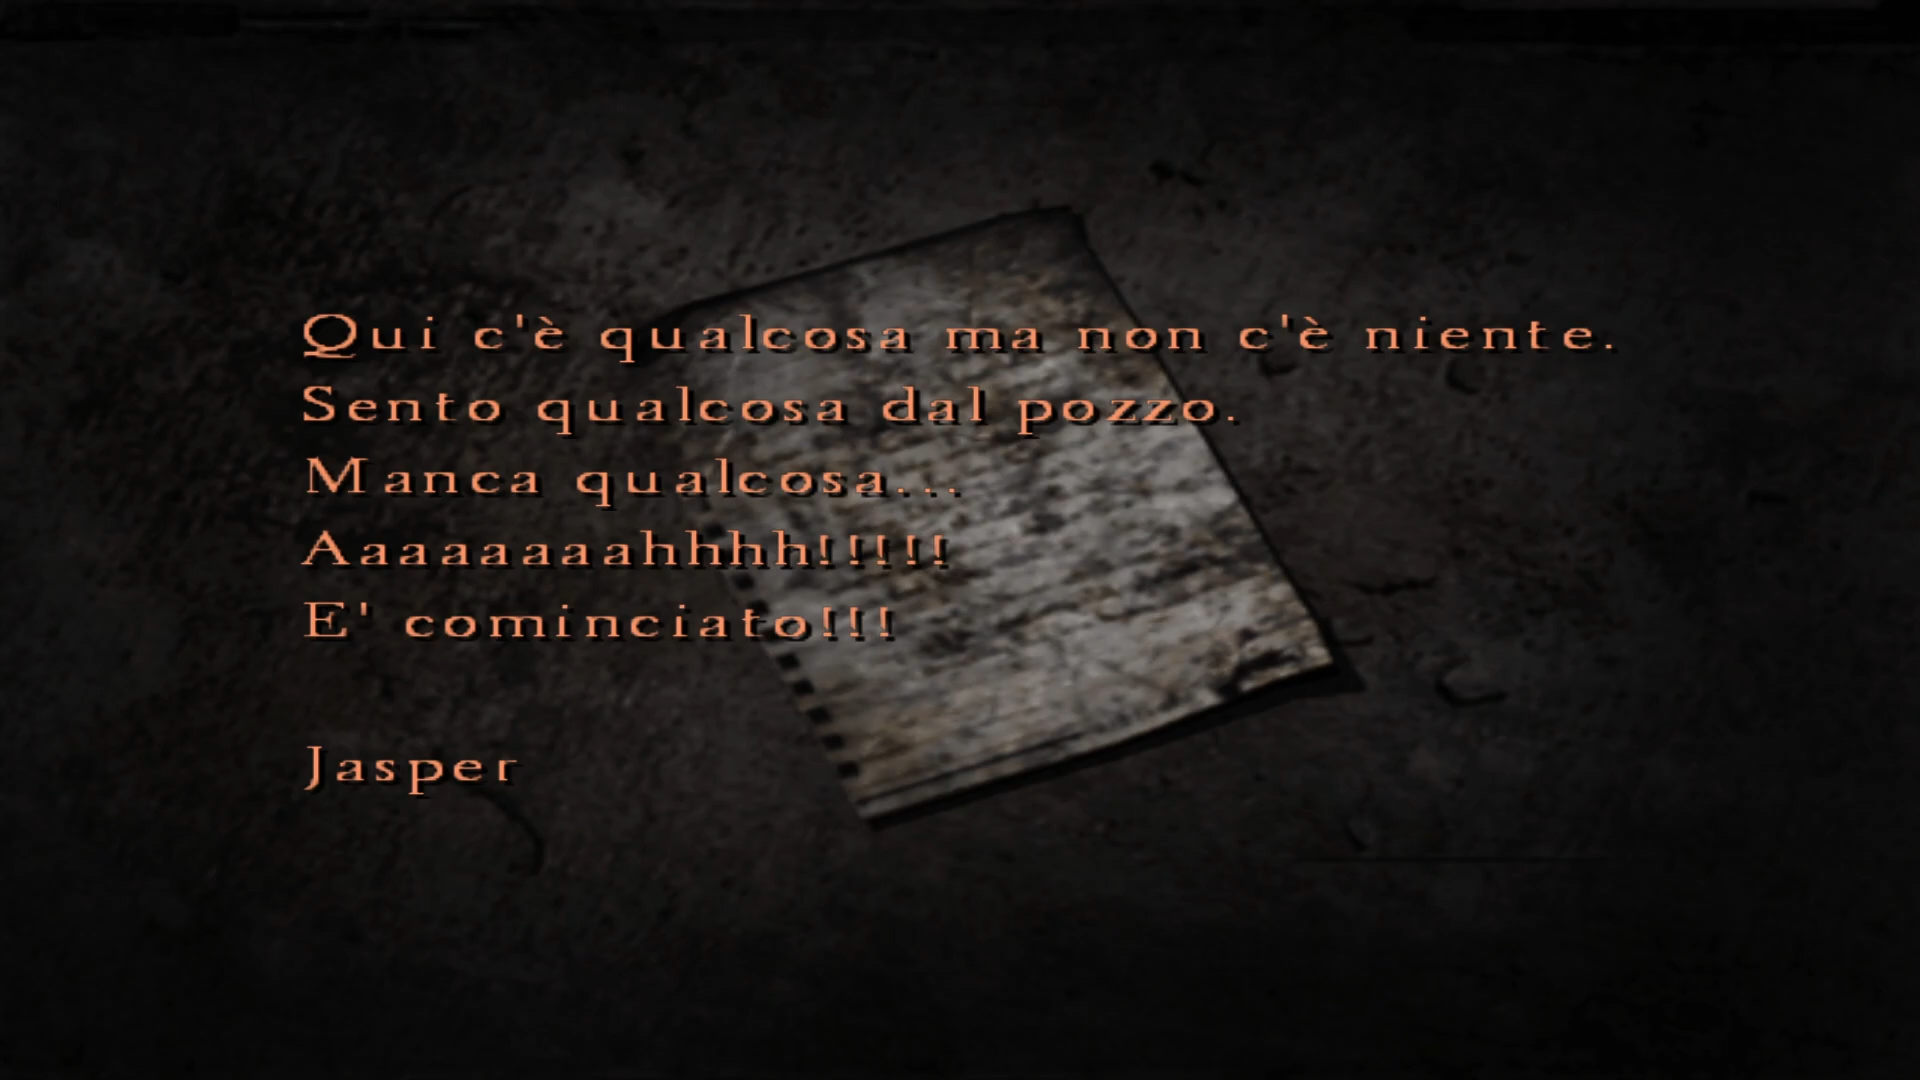 Qui c'è qualcosa ma non c'è niente.
Sento qualcosa dal pozzo.
Manca qualcosa...
Aaaaaaaahhhh!!!!!
E' cominciato!!!
Jasper